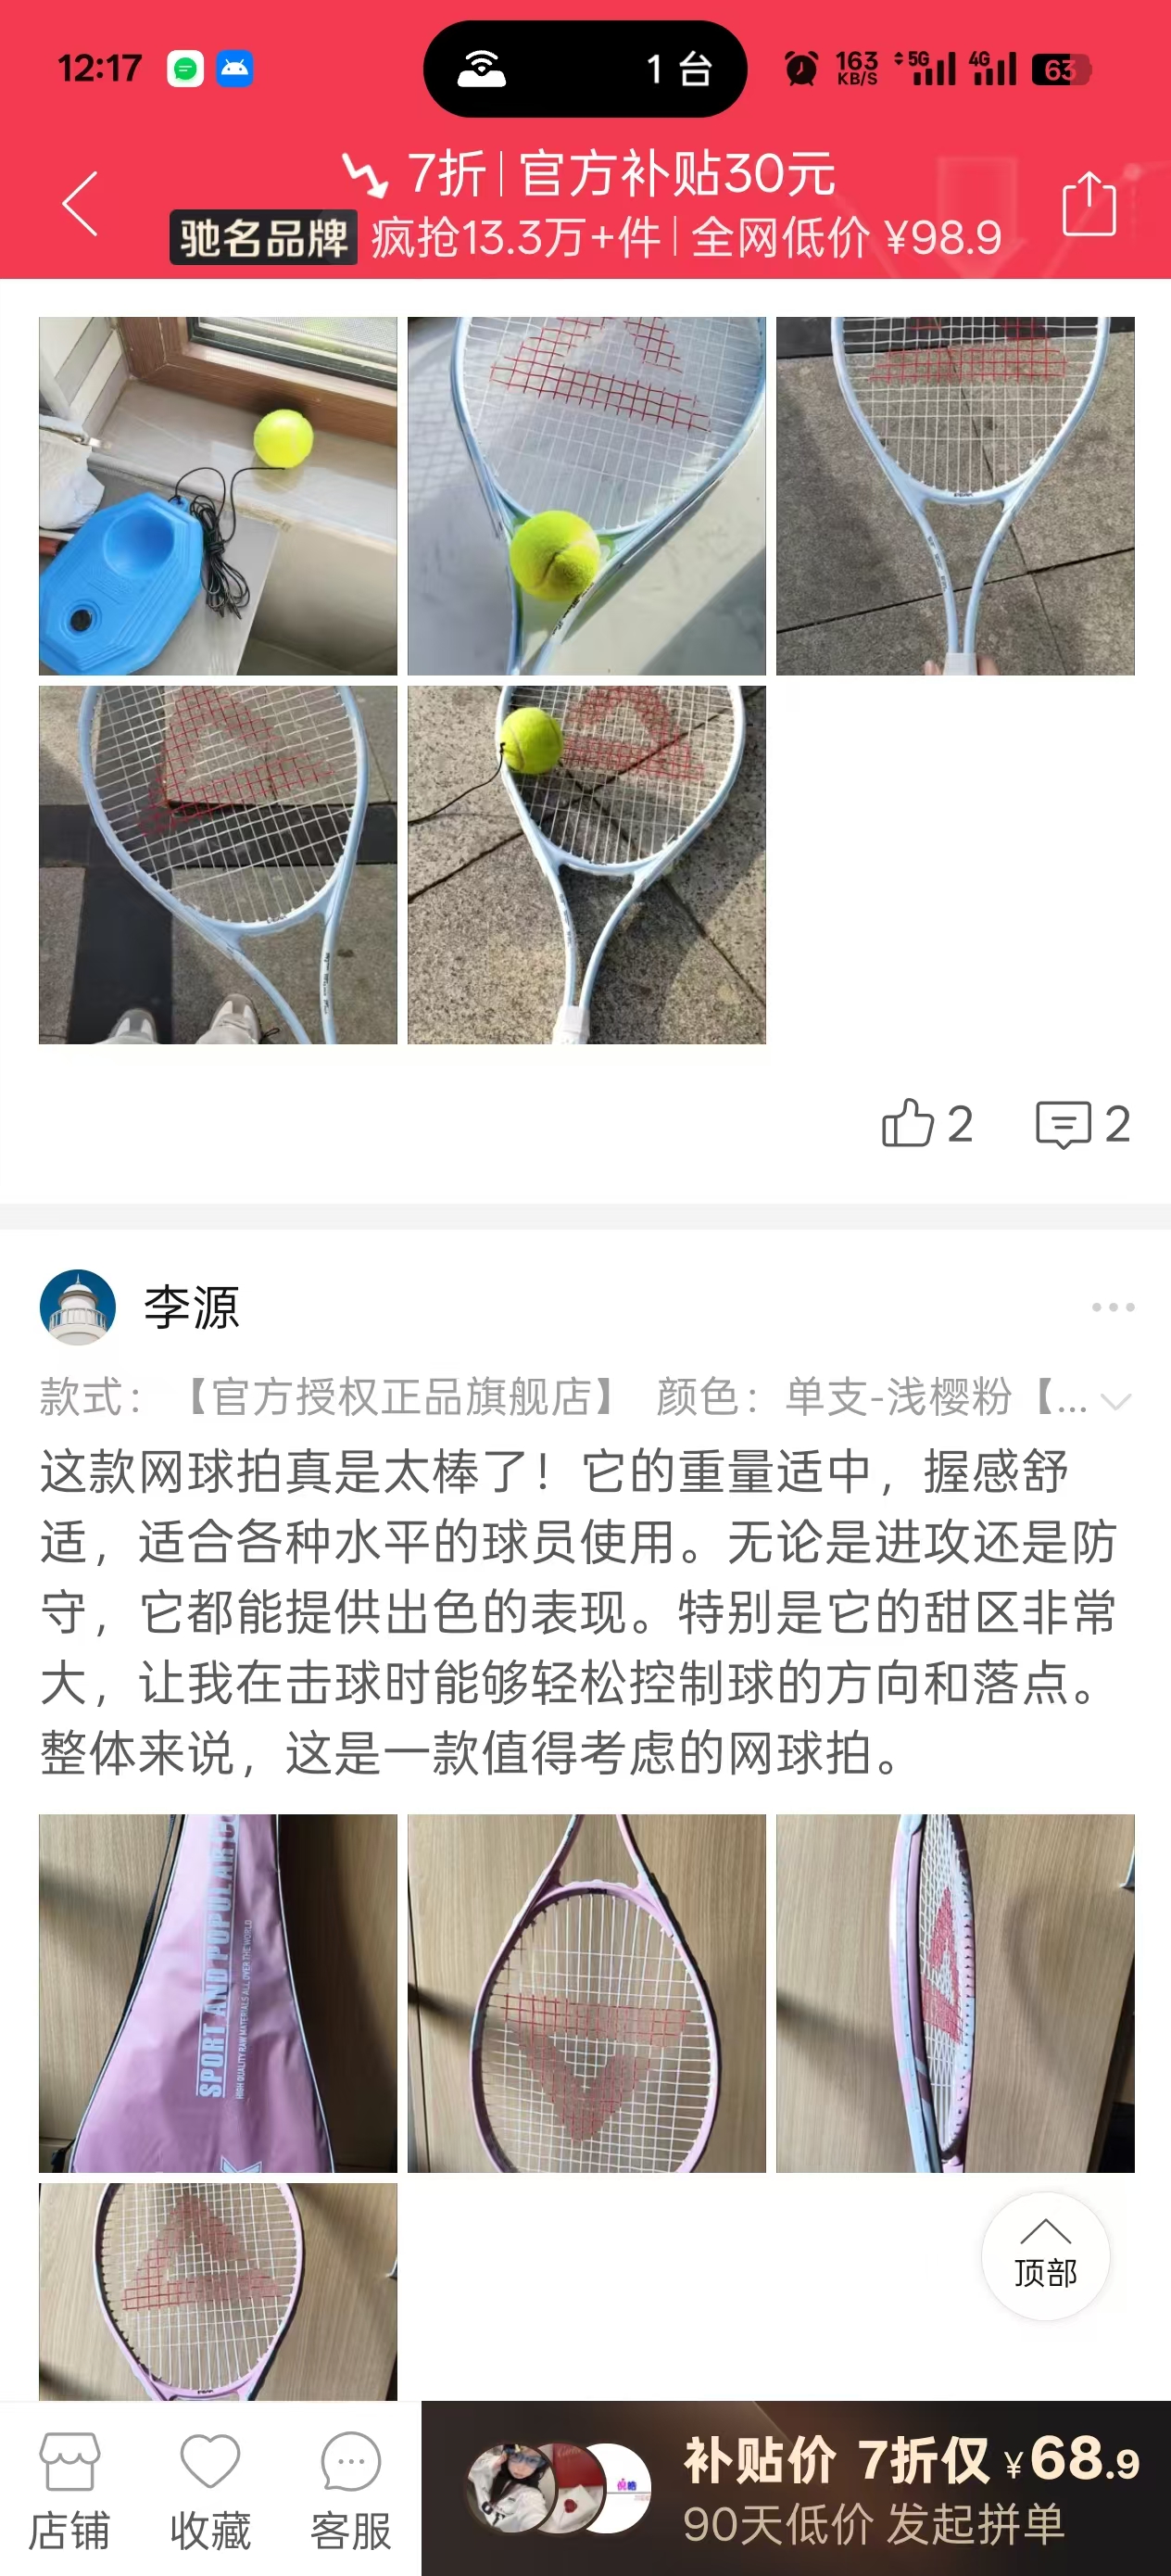 12:17
1 台
163
KB/S
5G
4G
63
7折|官方补贴30元
驰名品牌 疯抢13.3万+件|全网低价 ¥98.9
2
2
李源
款式：【官方授权正品旗舰店】 颜色：单支-浅樱粉【...
这款网球拍真是太棒了！它的重量适中，握感舒
适，适合各种水平的球员使用。无论是进攻还是防
守，它都能提供出色的表现。特别是它的甜区非常
大，让我在击球时能够轻松控制球的方向和落点。
整体来说，这是一款值得考虑的网球拍。
SPORT AND POPULAR
HIGH QUALITY RAW MATERIALS ALL OVER THE WORLD
顶部
店铺
收藏
客服
补贴价 7折仅 ¥68.9
90天低价 发起拼单